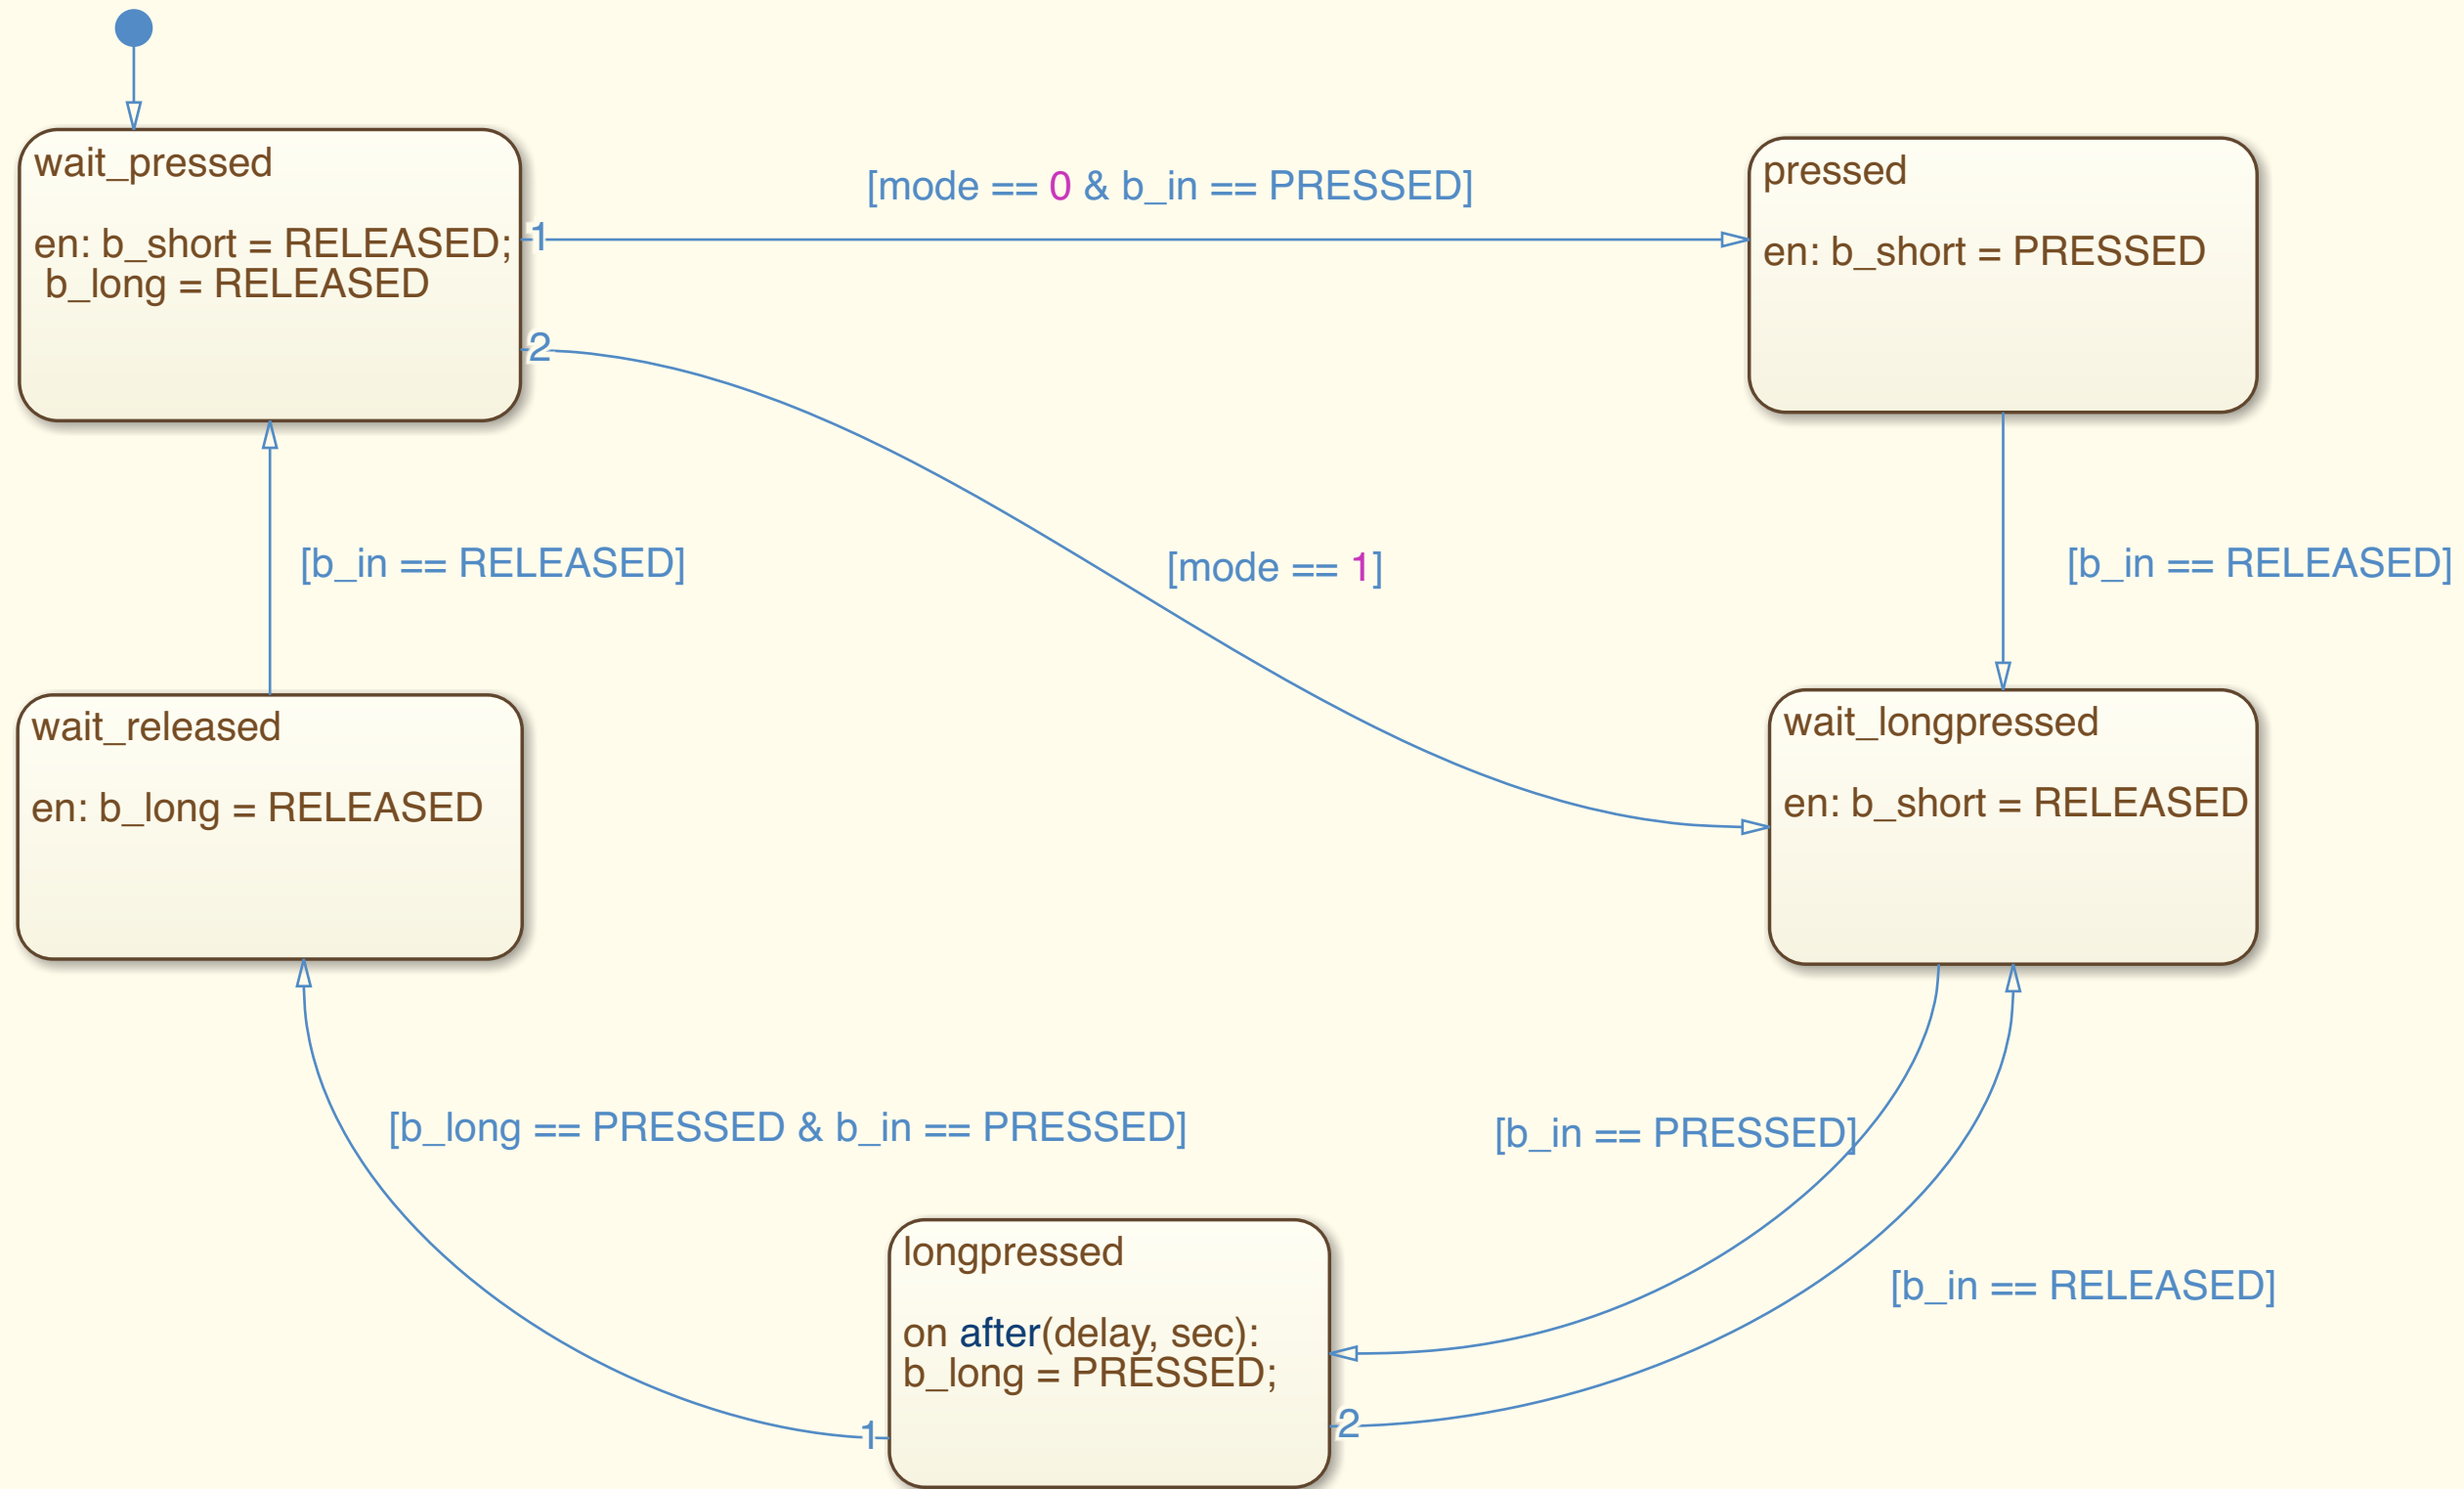 wait_pressed
en: b_short = RELEASED;
b_long = RELEASED
1
2
[mode == 0 & b_in == PRESSED]
pressed
en: b_short = PRESSED
[b_in == RELEASED]
[mode == 1]
[b_in == RELEASED]
wait_released
en: b_long = RELEASED
wait_longpressed
en: b_short = RELEASED
[b_long == PRESSED & b_in == PRESSED]
[b_in == PRESSED]
[b_in == RELEASED]
longpressed
on after(delay, sec):
b_long = PRESSED;
1
2